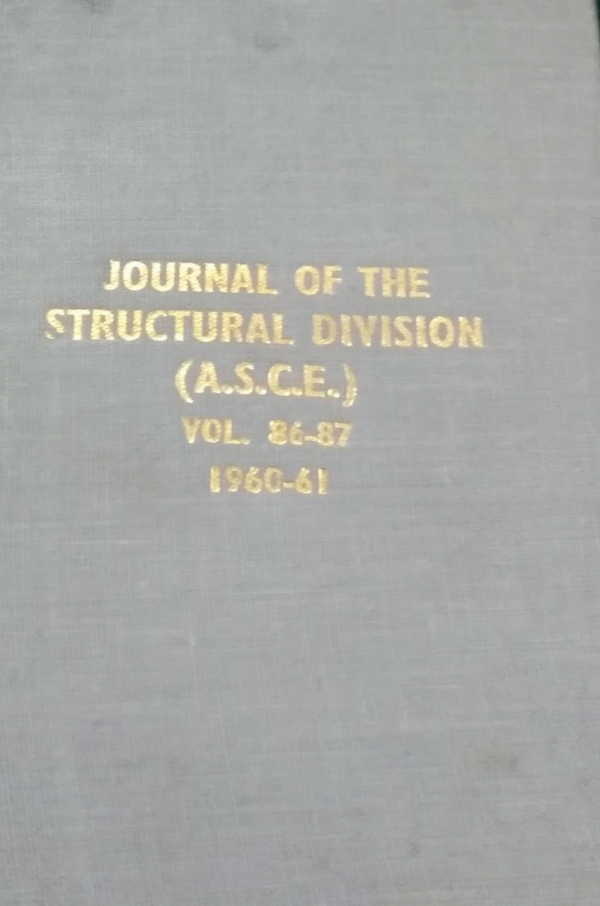 JOURNAL OF THE
STRUCTURAL DIVISION
(A.S.C.E.)
VOL. 86-87
1960-61